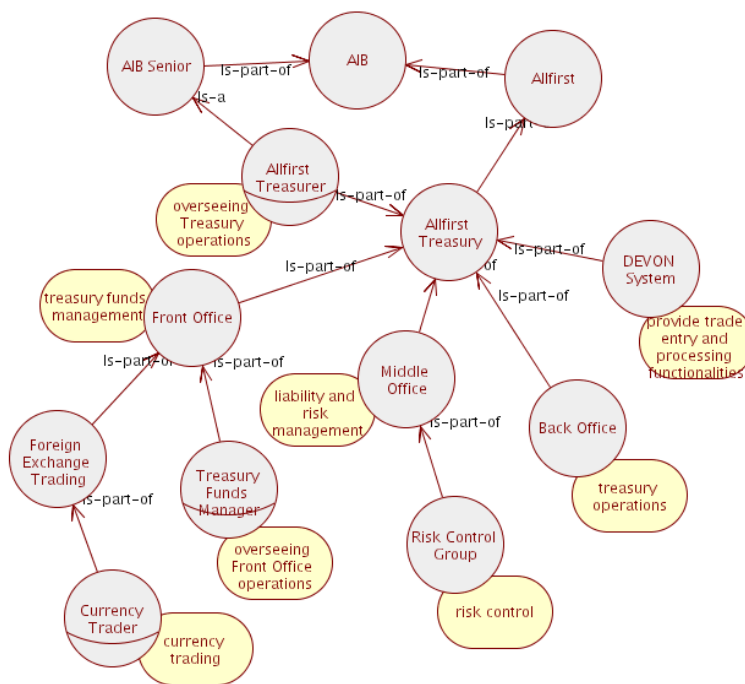 AIB Senior
Is-part-of
AIB
Is-part-of
Allfirst
Is-a
Is-part-
Allfirst
Treasurer
Is-part-of
overseeing
Treasury
operations
Allfirst
Treasury
Is-part-of
DEVON
System
Is-part-of
of
Is-part-of
treasury funds
management
Front Office
provide trade
entry and
processing
functionalities
Is-part-of
Is-part-of
Middle
Office
liability and
risk
management
Is-part-of
Back Office
Foreign
Exchange
Trading
Is-part-of
Treasury
Funds
Manager
treasury
operations
overseeing
Front Office
operations
Risk Control
Group
risk control
Currency
Trader
currency
trading